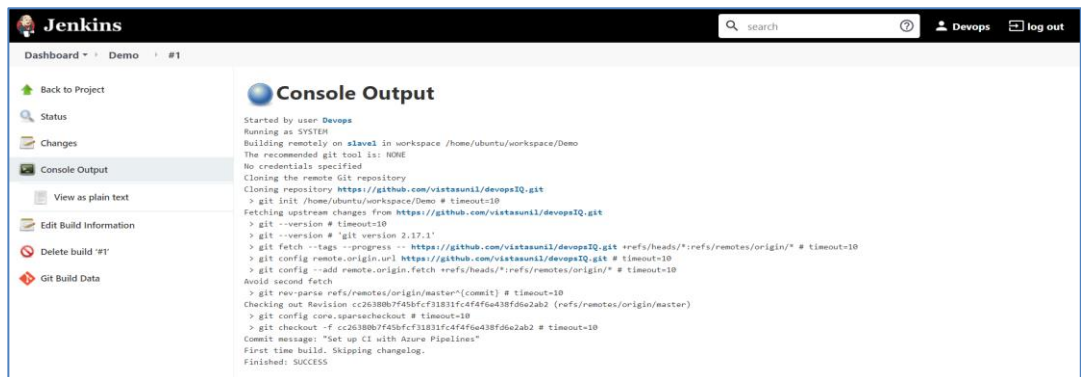 Jenkins
search
Devops
log out
Dashboard
Demo
#1
Back to Project
Status
Changes
Console Output
View as plain text
Edit Build Information
Delete build '#1'
Git Build Data
Console Output
Started by user Devops
Running as SYSTEM
Building remotely on slave1 in workspace /home/ubuntu/workspace/Demo
The recommended git tool is: NONE
No credentials specified
Cloning the remote Git repository
Cloning repository https://github.com/vistasunil/devopsIQ.git
> git init /home/ubuntu/workspace/Demo # timeout=10
Fetching upstream changes from https://github.com/vistasunil/devopsIQ.git
> git --version # timeout=10
> git --version # 'git version 2.17.1'
> git fetch --tags --progress -- https://github.com/vistasunil/devopsIQ.git +refs/heads/*:refs/remotes/origin/* # timeout=10
> git config remote.origin.url https://github.com/vistasunil/devopsIQ.git # timeout=10
> git config --add remote.origin.fetch +refs/heads/*:refs/remotes/origin/* # timeout=10
Avoid second fetch
> git rev-parse refs/remotes/origin/master^{commit} # timeout=10
Checking out Revision cc26380b7f45bfcf31831fc4f4f6e438fd6e2ab2 (refs/remotes/origin/master)
> git config core.sparsecheckout # timeout=10
> git checkout -f cc26380b7f45bfcf31831fc4f4f6e438fd6e2ab2 # timeout=10
Commit message: "Set up CI with Azure Pipelines"
First time build. Skipping changelog.
Finished: SUCCESS